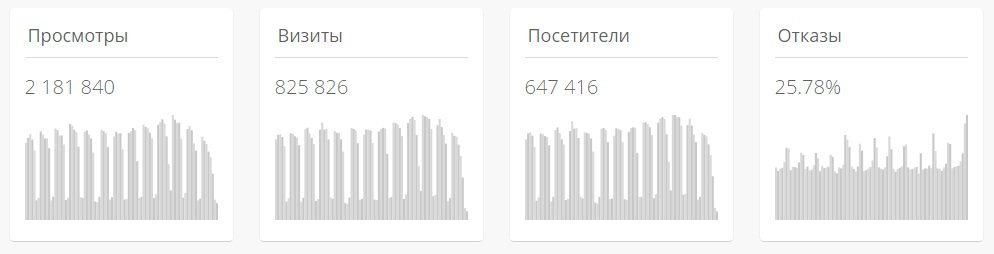 Просмотры
2 181 840
Визиты
825 826
Посетители
647 416
Отказы
25.78%